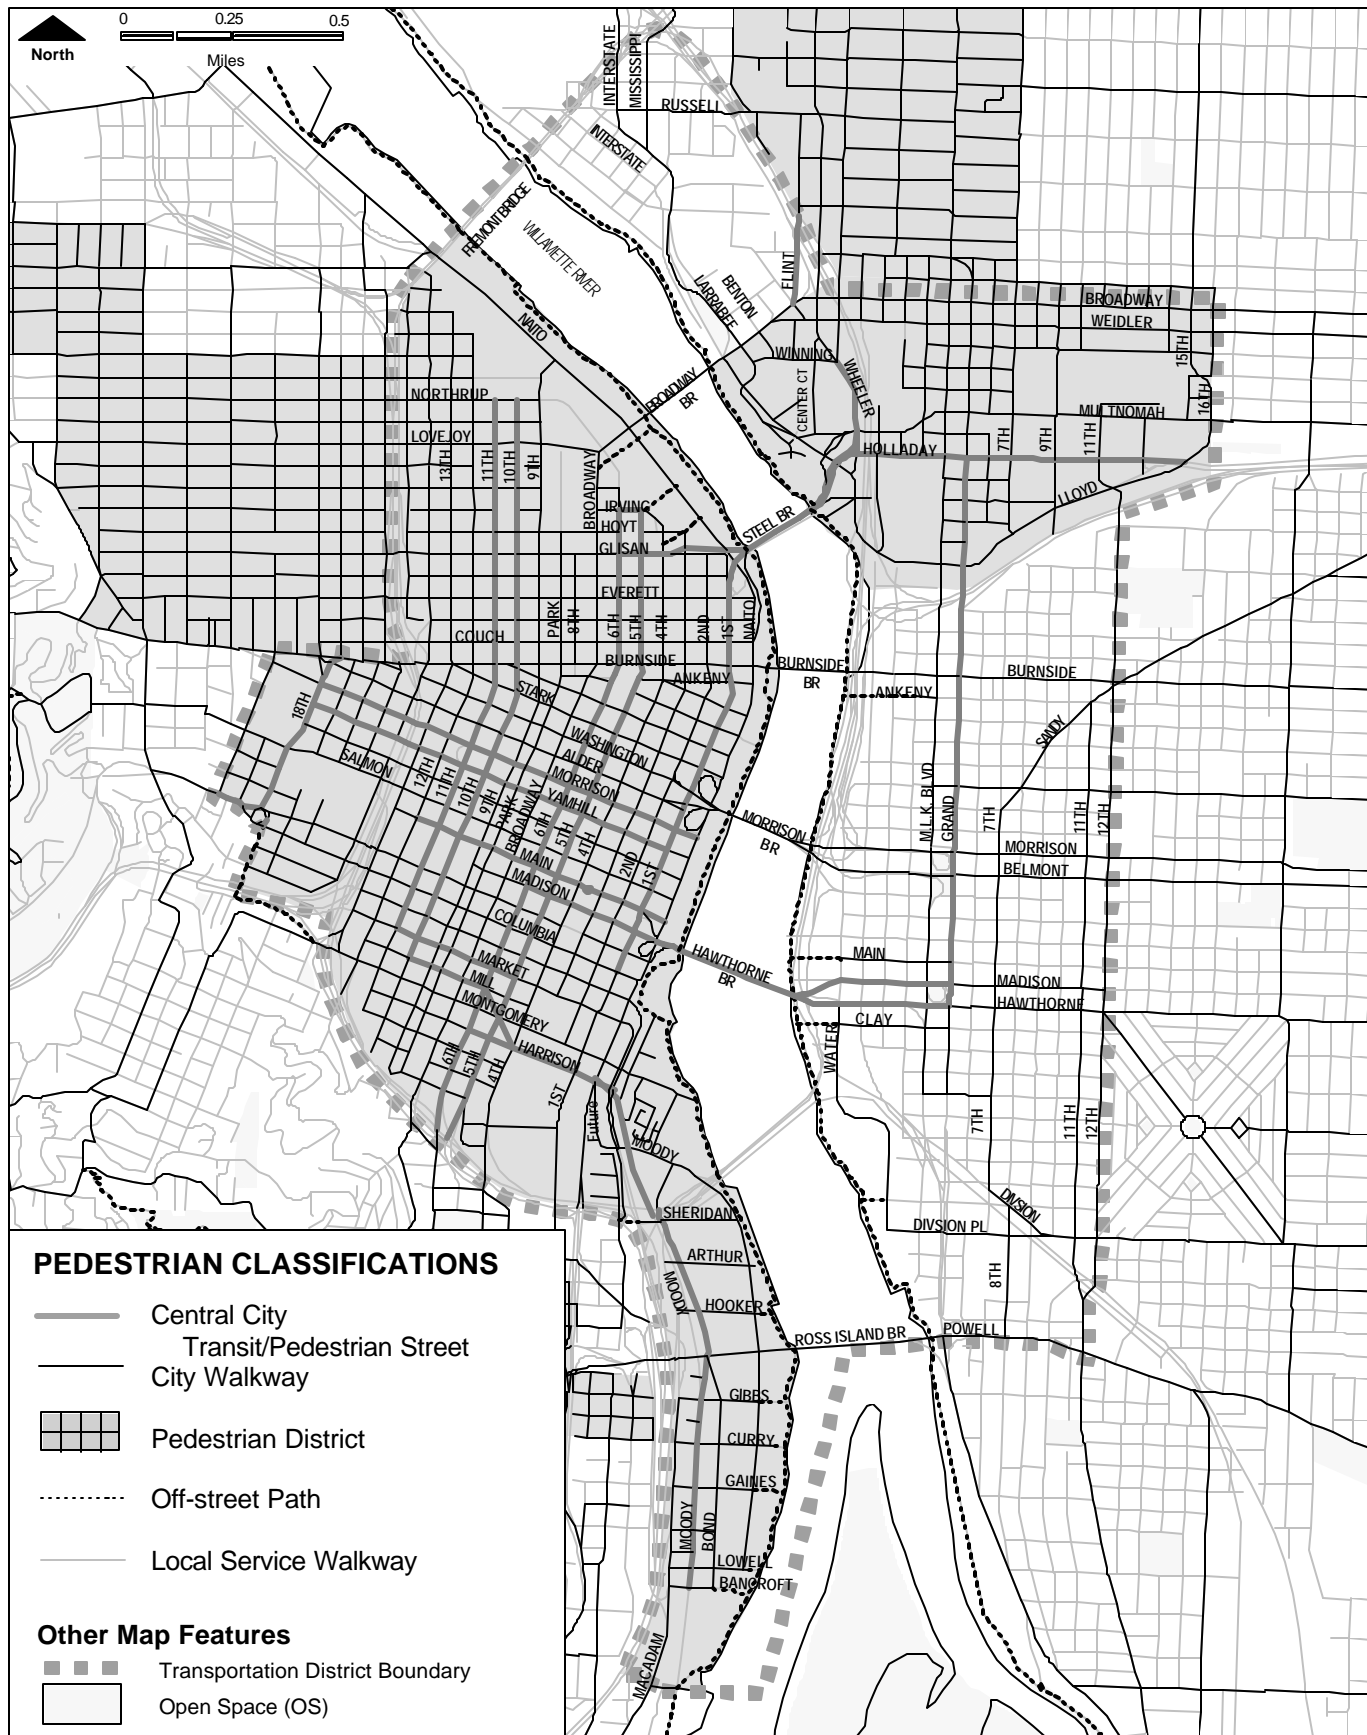 0 0.25 0.5
North
Miles
INTERSTATE
MISSISSIPPI
RUSSELL
INTERSTATE
FREMONT BRIDGE
WILLAMETTE RIVER
FLINT
BENTON
LARRABEE
BROADWAY
WEIDLER
NAITO
15TH
WINNING
WHEELER
BROADWAY
BR
CENTER CT
16TH
NORTHRUP
MULTNOMAH
LOVEJOY
13TH
11TH
10TH
9TH
BROADWAY
HOLLADAY
7TH
9TH
11TH
LLOYD
IRVING
HOYT
GLISAN
STEEL BR
EVERETT
PARK
8TH
6TH
5TH
4TH
2ND
1ST
NAITO
COUCH
BURNSIDE
ANKENY
BURNSIDE
BR
BURNSIDE
ANKENY
STARK
18TH
SALMON
WASHINGTON
ALDER
MORRISON
YAMHILL
SANDY
12TH
11TH
10TH
9TH
PARK
BROADWAY
6TH
5TH
4TH
2ND
1ST
M.L.K. BLVD
GRAND
7TH
11TH
12TH
MORRISON
BR
MORRISON
BELMONT
MAIN
MADISON
COLUMBIA
MARKET
MILL
MONTGOMERY
HARRISON
HAWTHORNE
BR
MAIN
MADISON
HAWTHORNE
CLAY
WATER
6TH
5TH
4TH
1ST
Future
MOODY
7TH
11TH
12TH
DIVISION
SHERIDAN
DIVSION PL
ARTHUR
MOODY
HOOKER
8TH
ROSS ISLAND BR
POWELL
GIBBS
CURRY
GAINES
MOODY
BOND
LOWELL
BANCROFT
MACADAM
PEDESTRIAN CLASSIFICATIONS
Central City
Transit/Pedestrian Street
City Walkway
Pedestrian District
Off-street Path
Local Service Walkway
Other Map Features
Transportation District Boundary
Open Space (OS)